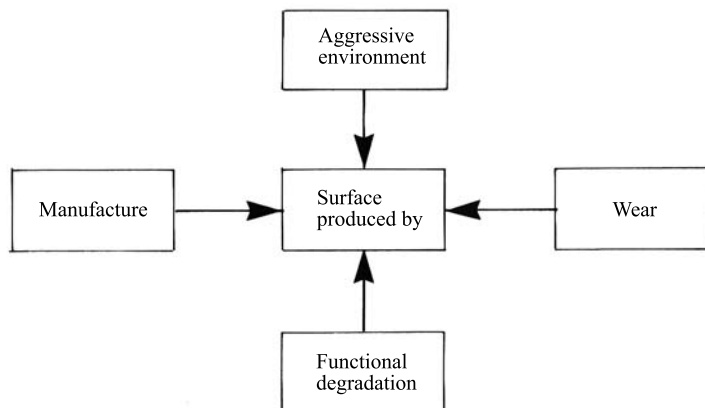 Aggressive
environment
Manufacture
Surface
produced by
Wear
Functional
degradation